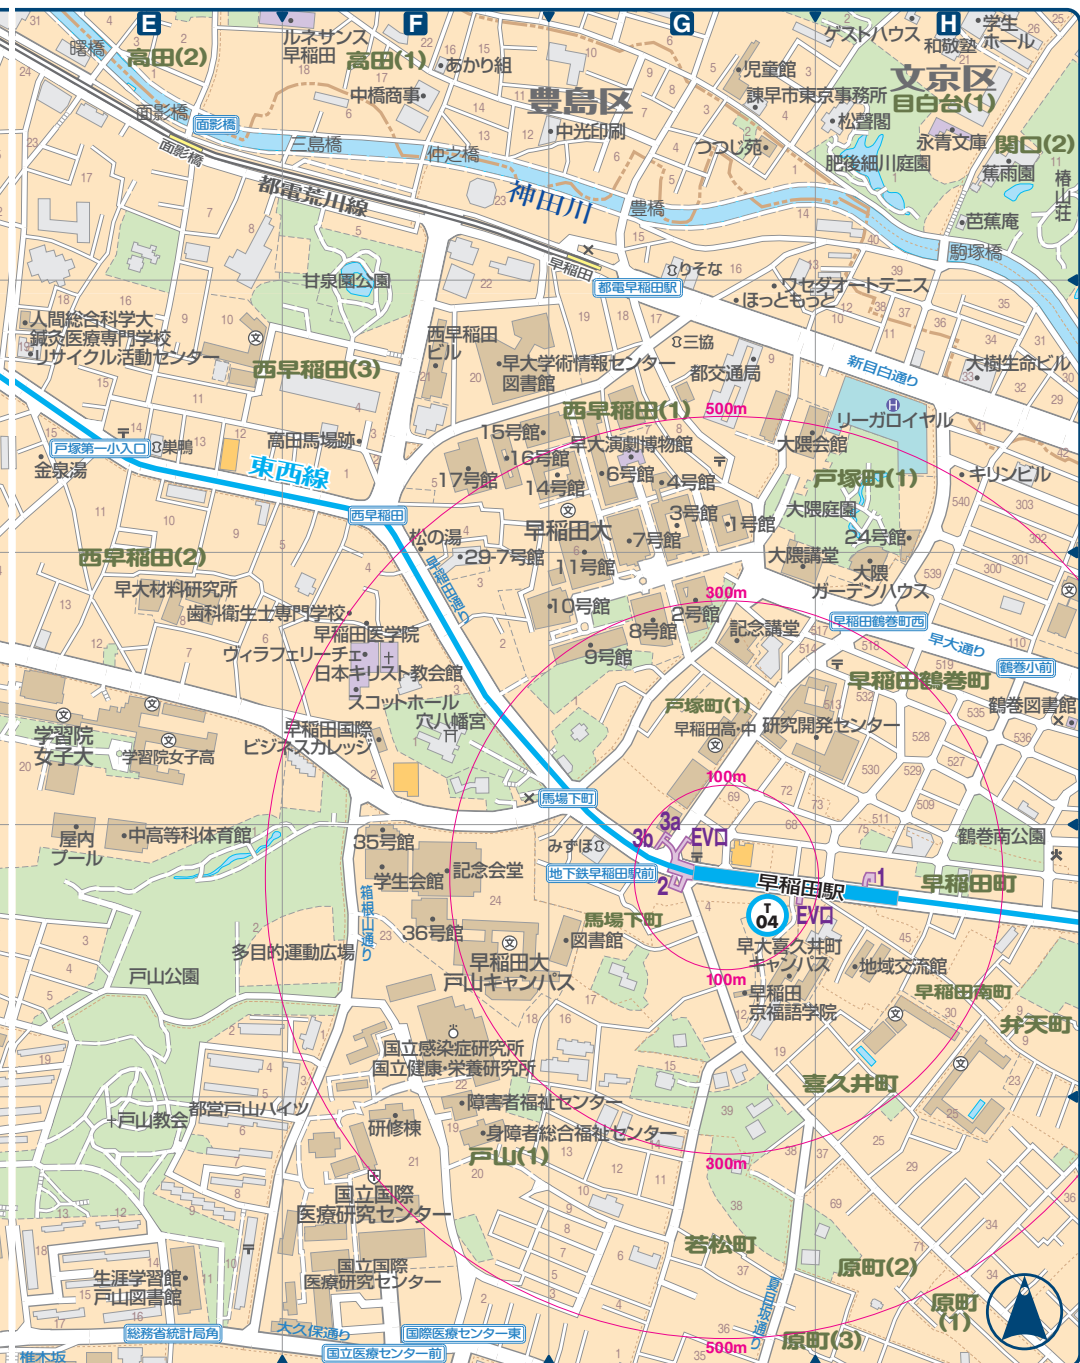 E
F
G
H
曙橋
高田(2)
ルネサンス
早稲田
高田(1)
あかり組
中橋商事
豊島区
中光印刷
児童館
諫早市東京事務所
ゲストハウス
和敬塾
学生
ホール
文京区
目白台(1)
松聲閣
永青文庫
関口(2)
つつじ苑
肥後細川庭園
蕉雨園
椿山荘
芭蕉庵
駒塚橋
面影橋
面影橋
面影橋
三島橋
仲之橋
都電荒川線
神田川
豊橋
早稲田
都電早稲田駅
りそな
ワセダオートテニス
ほっともっと
甘泉園公園
人間総合科学大
鍼灸医療専門学校
リサイクル活動センター
西早稲田(3)
西早稲田
ビル
早大学術情報センター
図書館
三協
都交通局
新目白通り
大樹生命ビル
西早稲田(1)
500m
リーガロイヤル
戸塚第一小入口
巣鴨
金泉湯
高田馬場跡
東西線
15号館
16号館
17号館
14号館
早大演劇博物館
6号館
4号館
大隈会館
戸塚町(1)
キリンビル
西早稲田
早稲田大
3号館
1号館
7号館
大隈庭園
24号館
松の湯
29-7号館
11号館
大隈講堂
大隈
ガーデンハウス
西早稲田(2)
早大材料研究所
歯科衛生士専門学校
早稲田通り
10号館
300m
2号館
8号館
9号館
記念講堂
早稲田鶴巻町西
早大通り
鶴巻小前
早稲田医学院
ヴィラフェリーチェ
日本キリスト教会館
スコットホール
穴八幡宮
早稲田国際
ビジネスカレッジ
戸塚町(1)
早稲田高・中
研究開発センター
早稲田鶴巻町
鶴巻図書館
学習院
女子大
学習院女子高
100m
馬場下町
屋内
プール
中高等科体育館
35号館
学生会館
記念会堂
みずほ
3b
3a
EV口
2
地下鉄早稲田駅前
早稲田駅
T
04
EV口
1
鶴巻南公園
早稲田町
箱根山通り
36号館
馬場下町
図書館
早稲田大
戸山キャンパス
多目的運動広場
戸山公園
早大喜久井町
キャンパス
100m
早稲田
京福語学院
地域交流館
早稲田南町
弁天町
国立感染症研究所
国立健康・栄養研究所
喜久井町
都営戸山ハイツ
戸山教会
研修棟
障害者福祉センター
身障者総合福祉センター
戸山(1)
300m
国立国際
医療研究センター
国立国際
医療研究センター
若松町
原町(2)
原町
(1)
生涯学習館
戸山図書館
総務省統計局角
大久保通り
国際医療センター東
国立医療センター前
夏目坂通り
500m
原町(3)
椎木坂